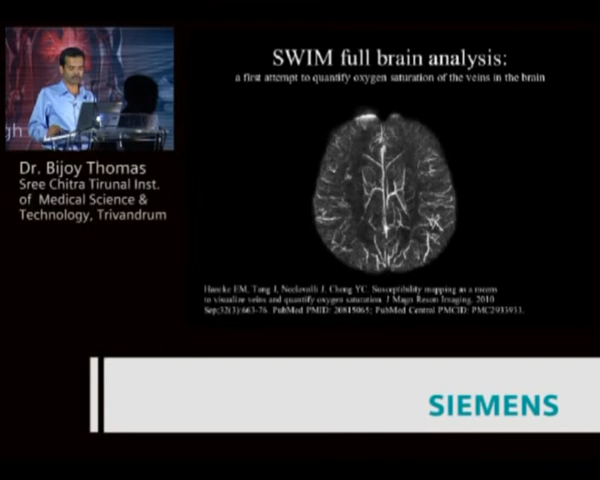 SWIM full brain analysis:
a first attempt to quantify oxygen saturation of the veins in the brain
gh
Dr. Bijoy Thomas
Sree Chitra Tirunal Inst.
of Medical Science &
Technology, Trivandrum
Haacke EM, Tang J, Neelavalli J, Cheng YC. Susceptibility mapping as a means
to visualize veins and quantify oxygen saturation. J Magn Reson Imaging. 2010
Sep;32(3):663-76. PubMed PMID: 20815065; PubMed Central PMCID: PMC2933933.
SIEMENS